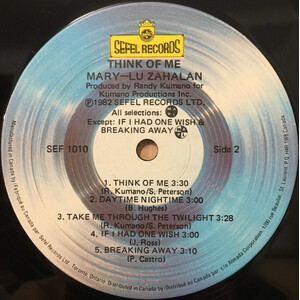 SEFEL RECORDS
THINK OF ME
MARY-LU ZAHALAN
Produced by Randy Kumano for
Kumano Productions Inc.
Ⓟ1982 SEFEL RECORDS LTD.
All selections:
Except: IF I HAD ONE WISH &
BREAKING AWAY
SEF 1010
Side 2
1. THINK OF ME 3:30
(R. Kumano/S. Peterson)
2. DAYTIME NIGHTIME 3:00
(B. Hughes)
3. TAKE ME THROUGH THE TWILIGHT 3:28
(R. Kumano/S. Peterson)
4. IF I HAD ONE WISH 3:00
(J. Ross)
5. BREAKING AWAY 3:10
(P. Castro)